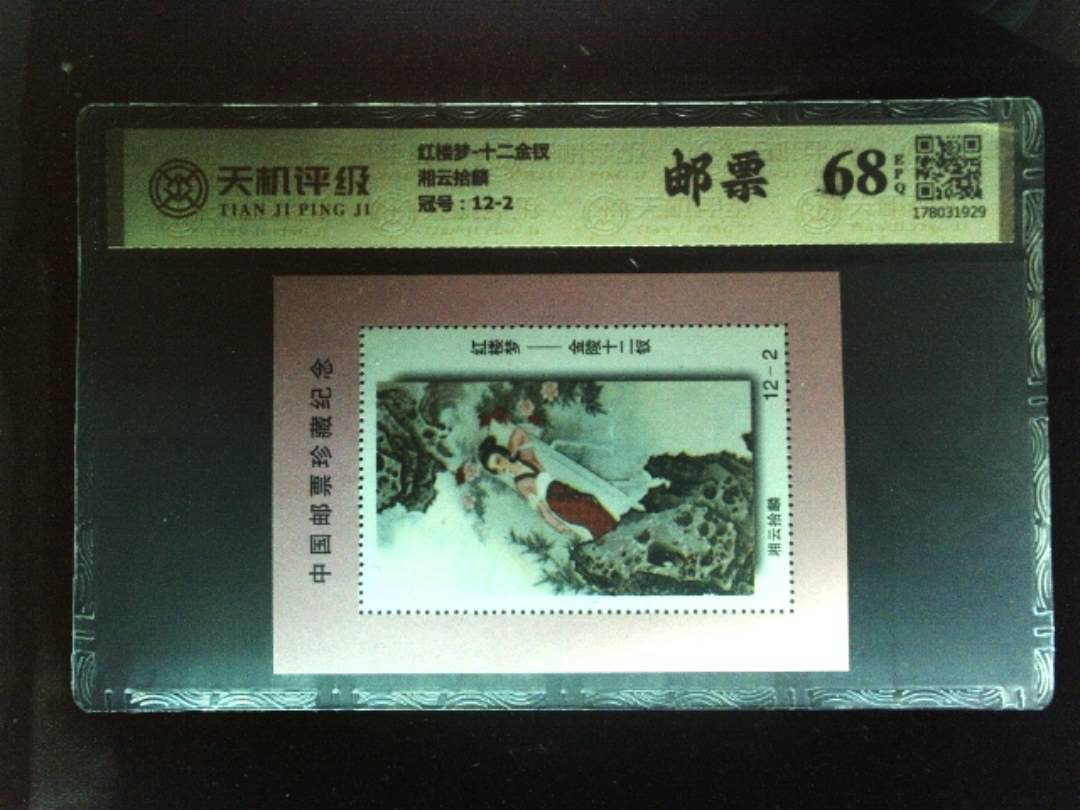 天机评级
TIAN JI PING JI
红楼梦-十二金钗
湘云拾麟
冠号：12-2
邮票
68
EPQ
178031929
中国邮票珍藏纪念
红楼梦——金陵十二钗
12-2
湘云拾麟